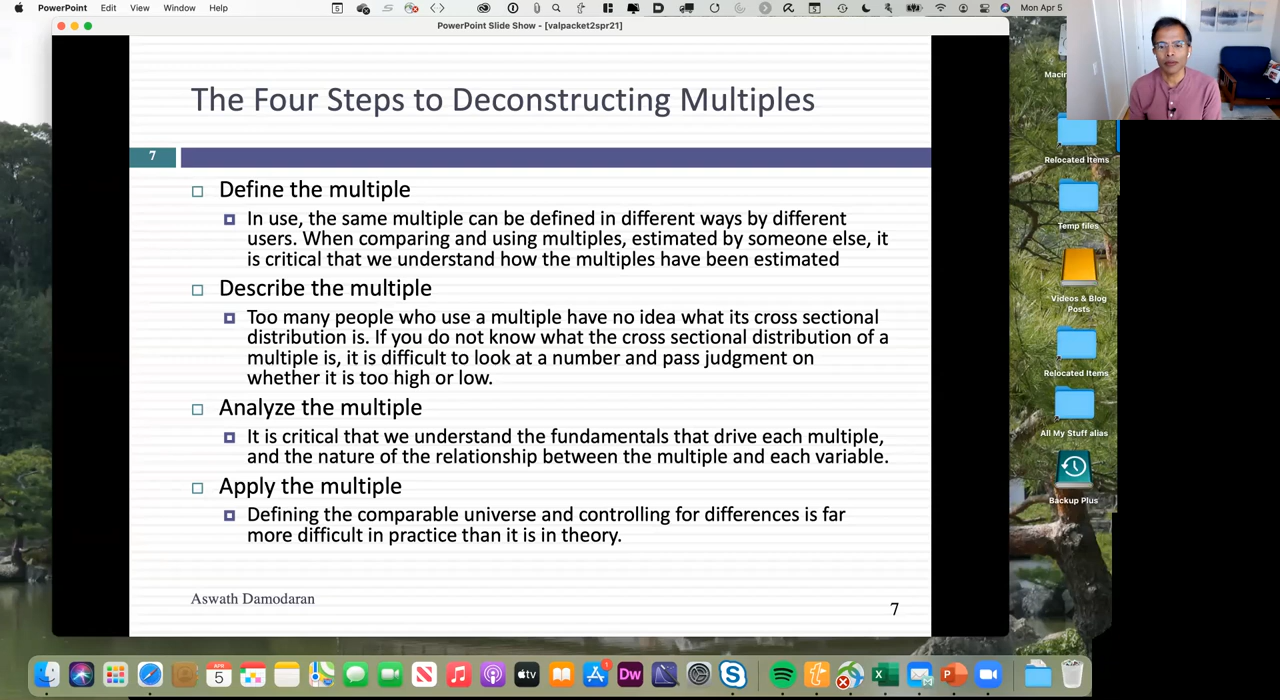 PowerPoint Edit View Window Help
Mon Apr 5
PowerPoint Slide Show - [valpacket2spr21]
The Four Steps to Deconstructing Multiples
7
Define the multiple
In use, the same multiple can be defined in different ways by different
users. When comparing and using multiples, estimated by someone else, it
is critical that we understand how the multiples have been estimated
Describe the multiple
Too many people who use a multiple have no idea what its cross sectional
distribution is. If you do not know what the cross sectional distribution of a
multiple is, it is difficult to look at a number and pass judgment on
whether it is too high or low.
Analyze the multiple
It is critical that we understand the fundamentals that drive each multiple,
and the nature of the relationship between the multiple and each variable.
Apply the multiple
Defining the comparable universe and controlling for differences is far
more difficult in practice than it is in theory.
Aswath Damodaran
7
Relocated Items
Temp files
Videos & Blog
Posts
Relocated Items
All My Stuff alias
Backup Plus
APR
5
tv
Dw
1